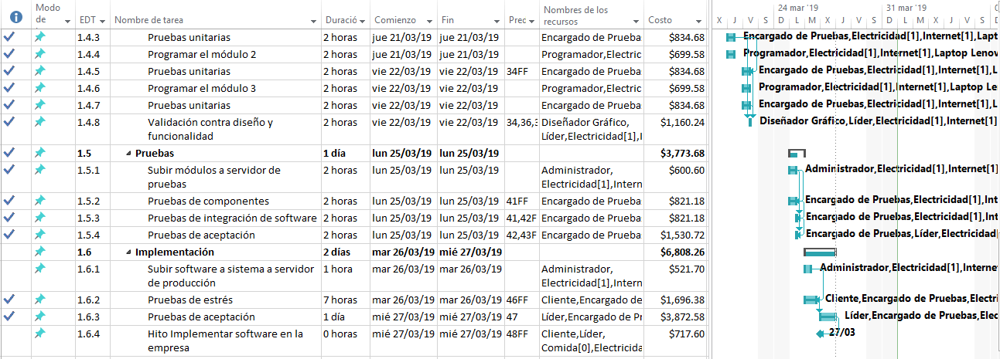 Modo de
EDT
Nombre de tarea
Duració
Comienzo
Fin
Prec
Nombres de los recursos
Costo
24 mar '19
31 mar '19
X J V S D L M X J V S D L M X J V S D
1.4.3 Pruebas unitarias 2 horas jue 21/03/19 jue 21/03/19 Encargado de Prueba $834.68 Encargado de Pruebas,Electricidad[1],Internet[1],Lapt
1.4.4 Programar el módulo 2 2 horas jue 21/03/19 jue 21/03/19 Programador,Electric $699.58 Programador,Electricidad[1],Internet[1],Laptop Lenov
1.4.5 Pruebas unitarias 2 horas vie 22/03/19 vie 22/03/19 34FF Encargado de Prueba $834.68 Encargado de Pruebas,Electricidad[1],Internet[1],L
1.4.6 Programar el módulo 3 2 horas vie 22/03/19 vie 22/03/19 Programador,Electric $699.58 Programador,Electricidad[1],Internet[1],Laptop Le
1.4.7 Pruebas unitarias 2 horas vie 22/03/19 vie 22/03/19 Encargado de Prueba $834.68 Encargado de Pruebas,Electricidad[1],Internet[1],L
1.4.8 Validación contra diseño y 2 horas vie 22/03/19 vie 22/03/19 34,36,3 Diseñador Gráfico, $1,160.24 Diseñador Gráfico,Líder,Electricidad[1],Internet[1]
funcionalidad Líder,Electricidad[1],I
1.5 Pruebas 1 día lun 25/03/19 lun 25/03/19 $3,773.68
1.5.1 Subir módulos a servidor de 2 horas lun 25/03/19 lun 25/03/19 Administrador, $600.60 Administrador,Electricidad[1],Internet[1]
pruebas Electricidad[1],Intern
1.5.2 Pruebas de componentes 2 horas lun 25/03/19 lun 25/03/19 41FF Encargado de Prueba $821.18 Encargado de Pruebas,Electricidad[1],Int
1.5.3 Pruebas de integración de software 2 horas lun 25/03/19 lun 25/03/19 41,42F Encargado de Prueba $821.18 Encargado de Pruebas,Electricidad[1],Int
1.5.4 Pruebas de aceptación 2 horas lun 25/03/19 lun 25/03/19 42,43F Encargado de Prueba $1,530.72 Encargado de Pruebas,Líder,Electricidad
1.6 Implementación 2 días mar 26/03/19 mié 27/03/19 $6,808.26
1.6.1 Subir software a sistema a servidor 1 hora mar 26/03/19 mar 26/03/19 Administrador, $521.70 Administrador,Electricidad[1],Interne
de producción Electricidad[1],Intern
1.6.2 Pruebas de estrés 7 horas mar 26/03/19 mar 26/03/19 46FF Cliente,Encargado de $1,696.38 Cliente,Encargado de Pruebas,Electri
1.6.3 Pruebas de aceptación 1 día mié 27/03/19 mié 27/03/19 47 Líder,Encargado de Pr $3,872.58 Líder,Encargado de Pruebas,Elec
1.6.4 Hito Implementar software en la 0 horas mié 27/03/19 mié 27/03/19 48FF Cliente,Líder, $717.60 27/03
empresa Comida[0],Electricida